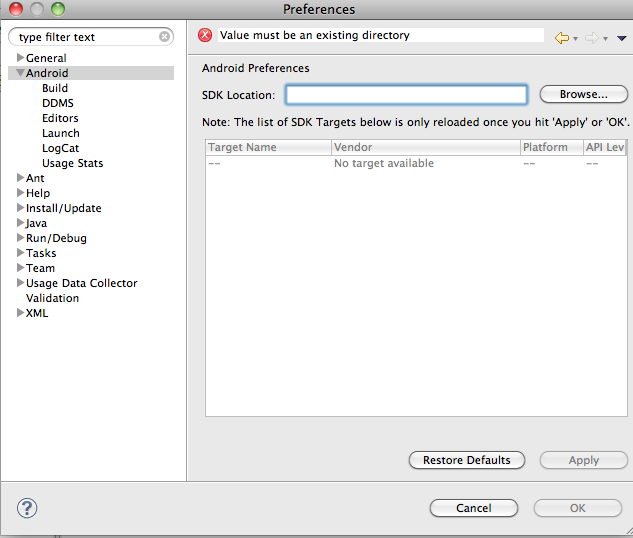 Preferences
type filter text
Value must be an existing directory
General
Android
Build
DDMS
Editors
Launch
LogCat
Usage Stats
Ant
Help
Install/Update
Java
Run/Debug
Tasks
Team
Usage Data Collector
Validation
XML
Android Preferences
SDK Location:
Browse...
Note: The list of SDK Targets below is only reloaded once you hit 'Apply' or 'OK'.
Target Name Vendor Platform API Lev
-- No target available -- --
Restore Defaults Apply
? Cancel OK